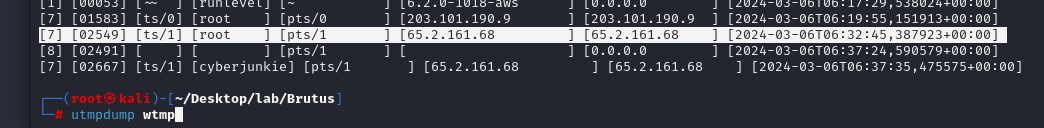 [1] [00053] [~~  ] [runlevel] [~           ] [6.2.0-1018-aws      ] [0.0.0.0        ] [2024-03-06T06:17:29,538024+00:00]
[7] [01583] [ts/0] [root    ] [pts/0       ] [203.101.190.9       ] [203.101.190.9  ] [2024-03-06T06:19:55,151913+00:00]
[7] [02549] [ts/1] [root    ] [pts/1       ] [65.2.161.68         ] [65.2.161.68    ] [2024-03-06T06:32:45,387923+00:00]
[8] [02491] [    ] [        ] [pts/1       ] [                    ] [0.0.0.0        ] [2024-03-06T06:37:24,590579+00:00]
[7] [02667] [ts/1] [cyberjunkie] [pts/1       ] [65.2.161.68         ] [65.2.161.68    ] [2024-03-06T06:37:35,475575+00:00]
┌──(root㉿kali)-[~/Desktop/lab/Brutus]
└─# utmpdump wtmp